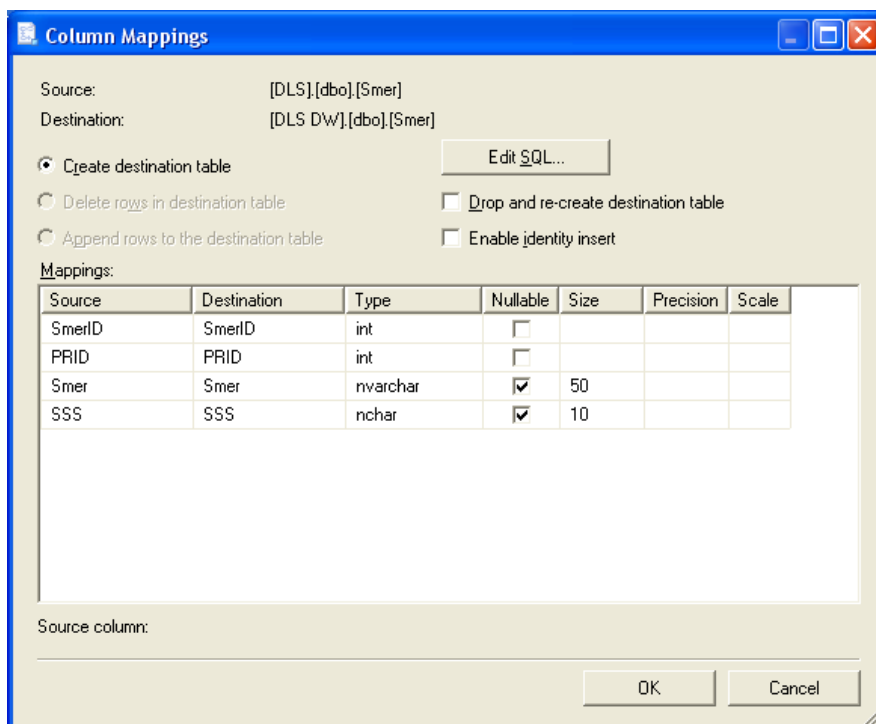 Column Mappings
Source: [DLS].[dbo].[Smer]
Destination: [DLS DW].[dbo].[Smer]
Create destination table Edit SQL...
Delete rows in destination table Drop and re-create destination table
Append rows to the destination table Enable identity insert
Mappings:
Source Destination Type Nullable Size Precision Scale
SmerID SmerID int
PRID PRID int
Smer Smer nvarchar 50
SSS SSS nchar 10
Source column:
OK Cancel